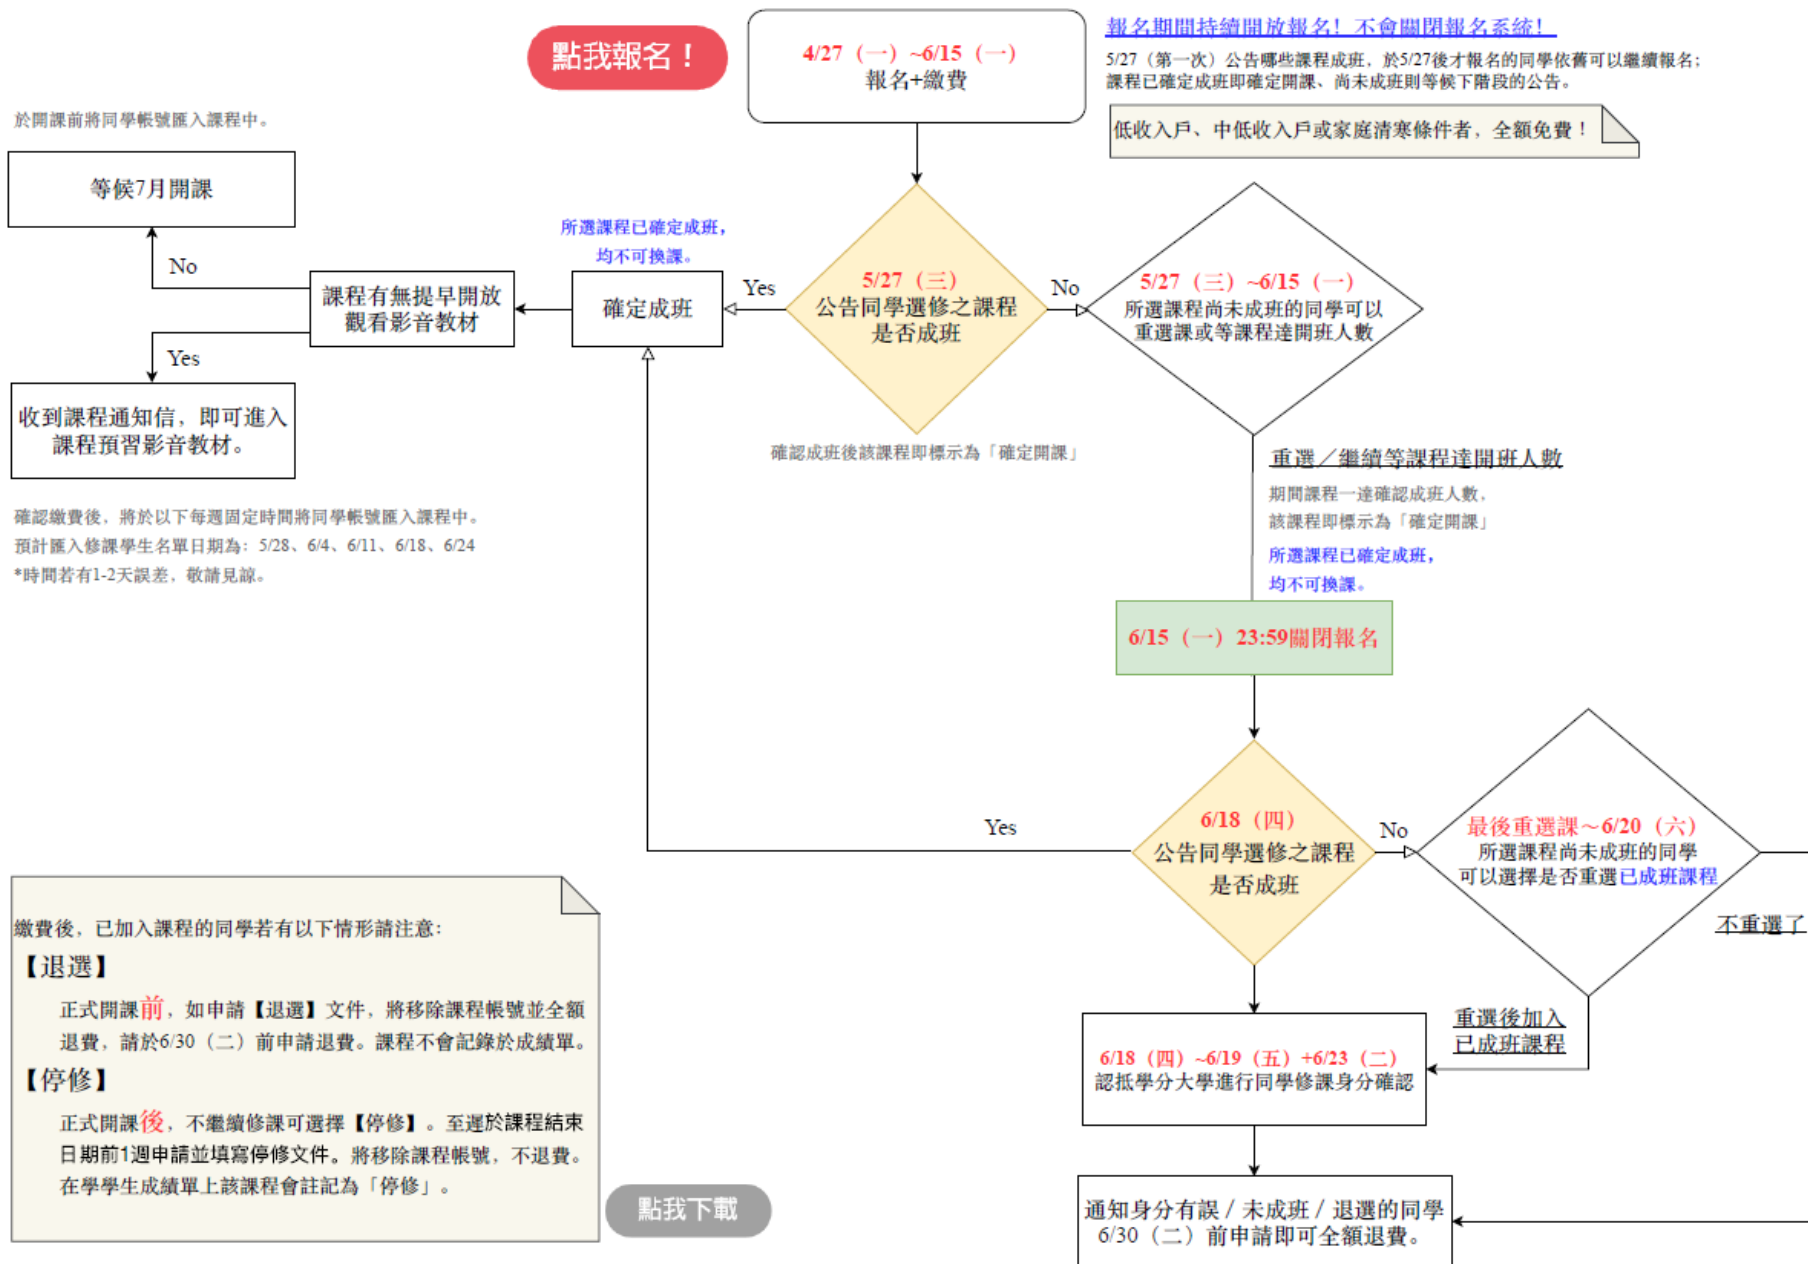 點我報名！
4/27（一）~6/15（一）
報名+繳費
報名期間持續開放報名！不會關閉報名系統！
5/27（第一次）公告哪些課程成班，於5/27後才報名的同學依舊可以繼續報名；
課程已確定成班即確定開課、尚未成班則等候下階段的公告。
低收入戶、中低收入戶或家庭清寒條件者，全額免費！
於開課前將同學帳號匯入課程中。
等候7月開課
No
課程有無提早開放
觀看影音教材
Yes
收到課程通知信，即可進入
課程預習影音教材。
確認繳費後，將於以下每週固定時間將同學帳號匯入課程中。
預計匯入修課學生名單日期為：5/28、6/4、6/11、6/18、6/24
*時間若有1-2天誤差，敬請見諒。
所選課程已確定成班，
均不可換課。
確定成班
Yes
5/27（三）
公告同學選修之課程
是否成班
No
確認成班後該課程即標示為「確定開課」
5/27（三）~6/15（一）
所選課程尚未成班的同學可以
重選課或等課程達開班人數
重選／繼續等課程達開班人數
期間課程一達確認成班人數，
該課程即標示為「確定開課」
所選課程已確定成班，
均不可換課。
6/15（一）23:59關閉報名
Yes
6/18（四）
公告同學選修之課程
是否成班
No
最後重選課～6/20（六）
所選課程尚未成班的同學
可以選擇是否重選已成班課程
不重選了
重選後加入
已成班課程
6/18（四）~6/19（五）+6/23（二）
認抵學分大學進行同學修課身分確認
通知身分有誤 / 未成班 / 退選的同學
6/30（二）前申請即可全額退費。
繳費後，已加入課程的同學若有以下情形請注意：
【退選】
正式開課前，如申請【退選】文件，將移除課程帳號並全額
退費，請於6/30（二）前申請退費。課程不會記錄於成績單。
【停修】
正式開課後，不繼續修課可選擇【停修】。至遲於課程結束
日期前1週申請並填寫停修文件。將移除課程帳號，不退費。
在學學生成績單上該課程會註記為「停修」。
點我下載